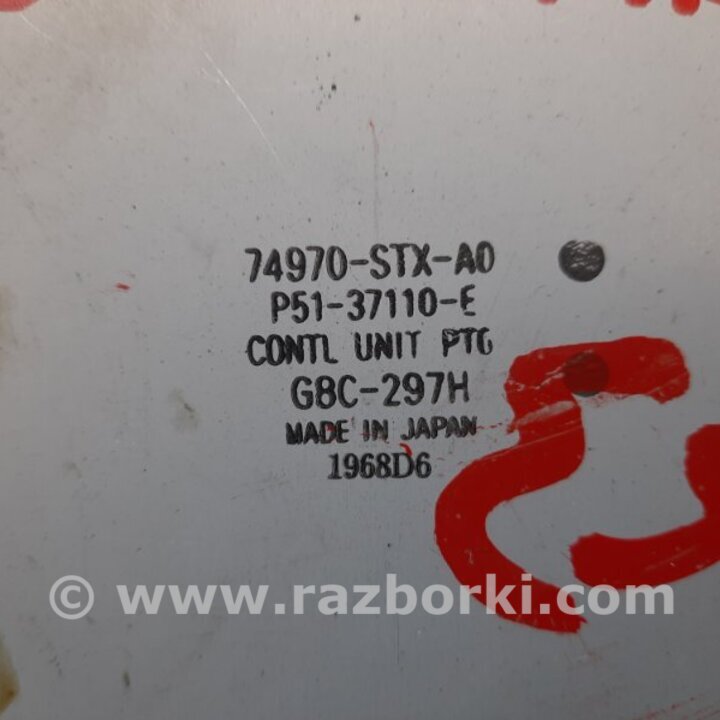 74970-STX-A0
P51-37110-E
CONTL UNIT PTG
G8C-297H
MADE IN JAPAN
1968D6
© www.razborki.com